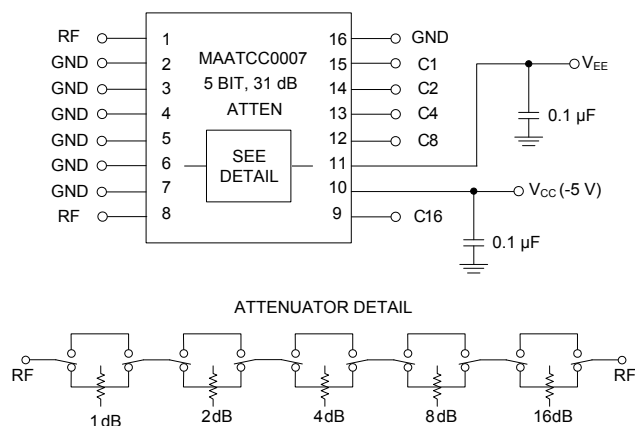 RF 1 MAATCC0007 16 GND
GND 2 5 BIT, 31 dB 15 C1
GND 3 ATTEN 14 C2
GND 4 13 C4
GND 5 SEE 12 C8
GND 6 DETAIL 11
GND 7 10
RF 8 9 C16
VEE
0.1 µF
VCC (-5 V)
0.1 µF
ATTENUATOR DETAIL
RF RF
1dB 2dB 4dB 8dB 16dB